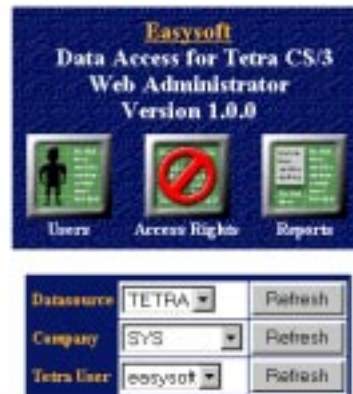 Easysoft
Data Access for Tetra CS/3
Web Administrator
Version 1.0.0
Users Access Rights Reports
Datasource TETRA Refresh
Company SYS Refresh
Tetra User easysoft Refresh